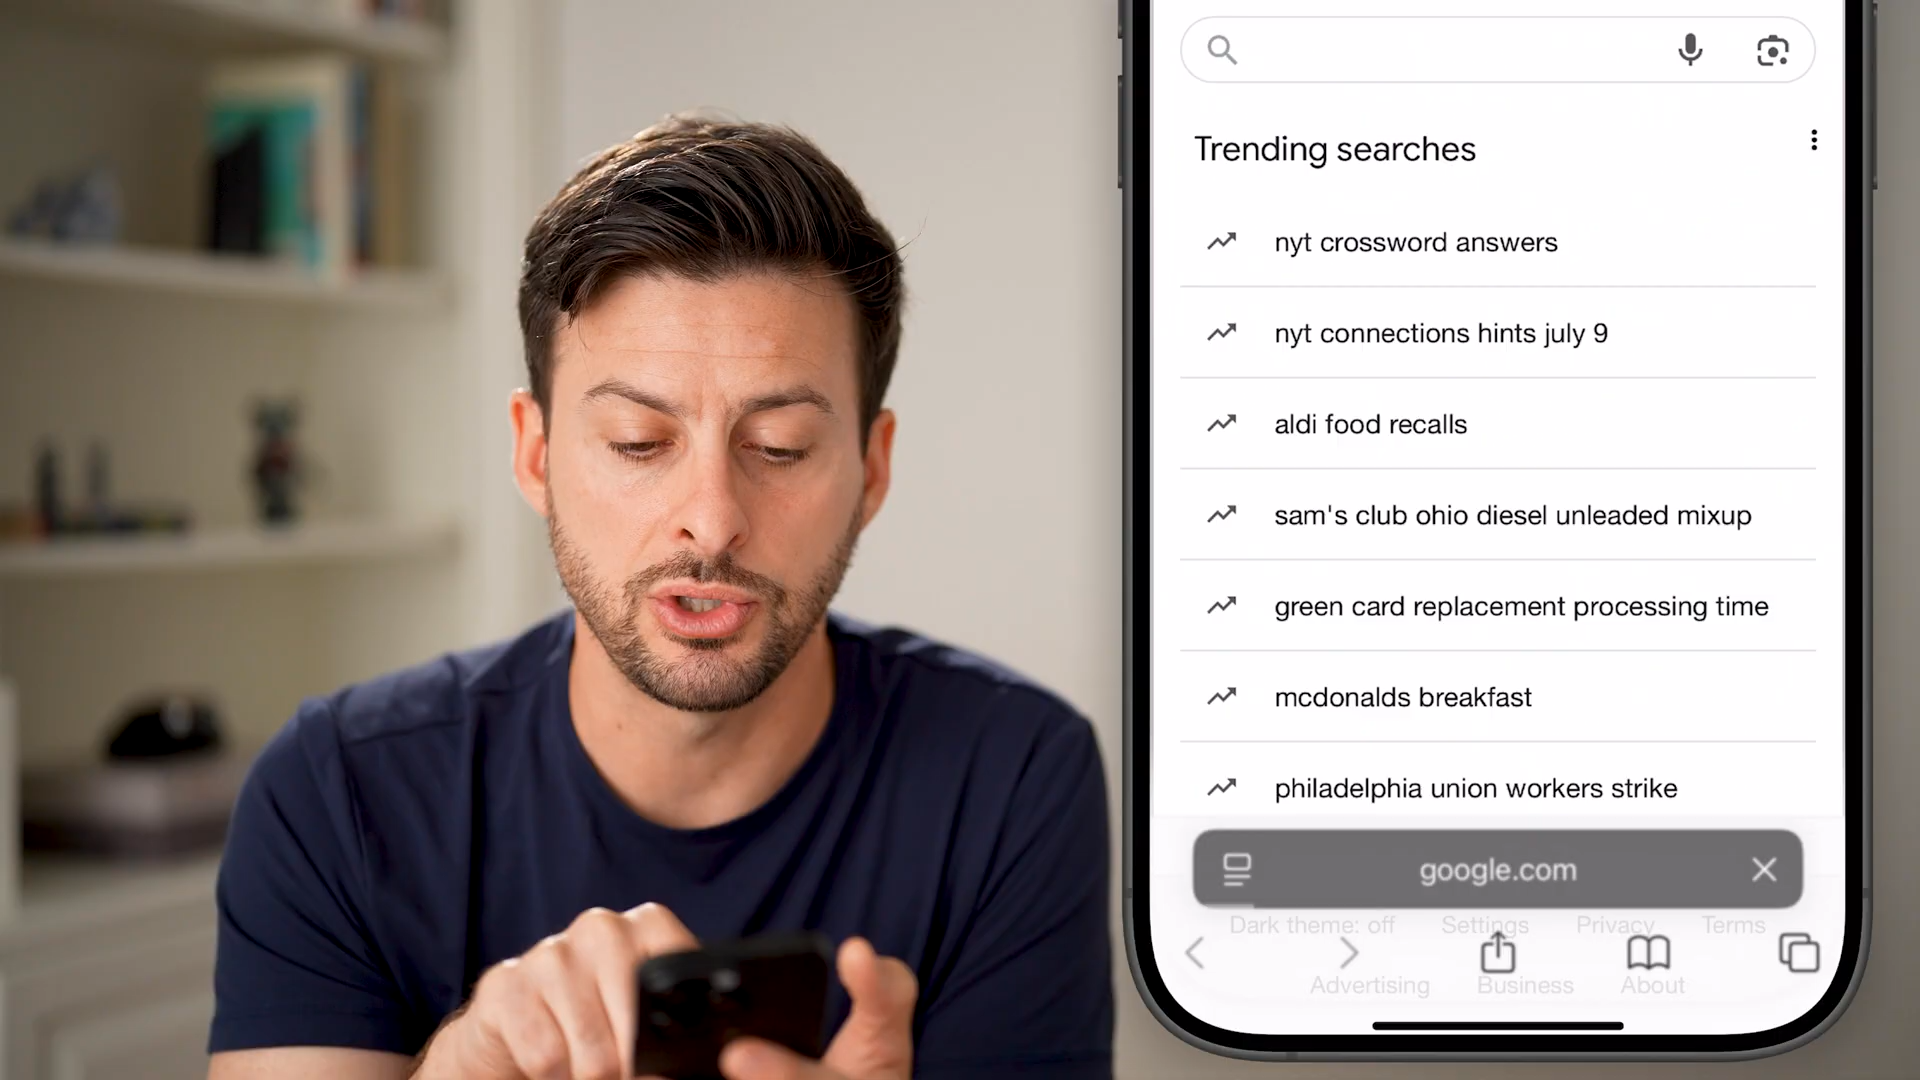 Trending searches
nyt crossword answers
nyt connections hints july 9
aldi food recalls
sam's club ohio diesel unleaded mixup
green card replacement processing time
mcdonalds breakfast
philadelphia union workers strike
google.com
Dark theme: off Settings Privacy Terms
Advertising Business About